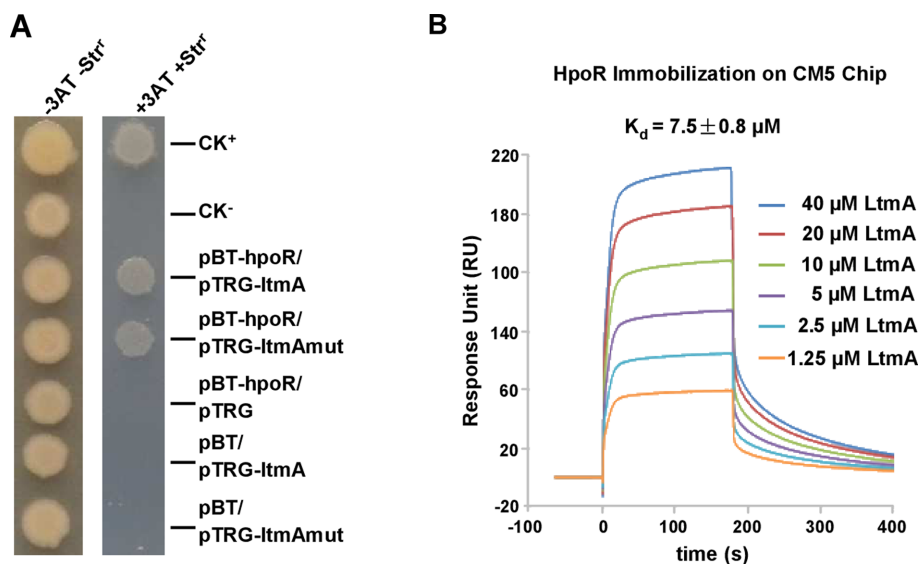 A
-3AT -Strʳ
+3AT +Strʳ
CK⁺
CK⁻
pBT-hpoR/
pTRG-ltmA
pBT-hpoR/
pTRG-ltmAmut
pBT-hpoR/
pTRG
pBT/
pTRG-ltmA
pBT/
pTRG-ltmAmut
B
HpoR Immobilization on CM5 Chip
K_d = 7.5 ± 0.8 µM
Response Unit (RU)
220
180
100
140
60
20
-20
-100
0
100
200
300
400
time (s)
40 µM LtmA
20 µM LtmA
10 µM LtmA
5 µM LtmA
2.5 µM LtmA
1.25 µM LtmA